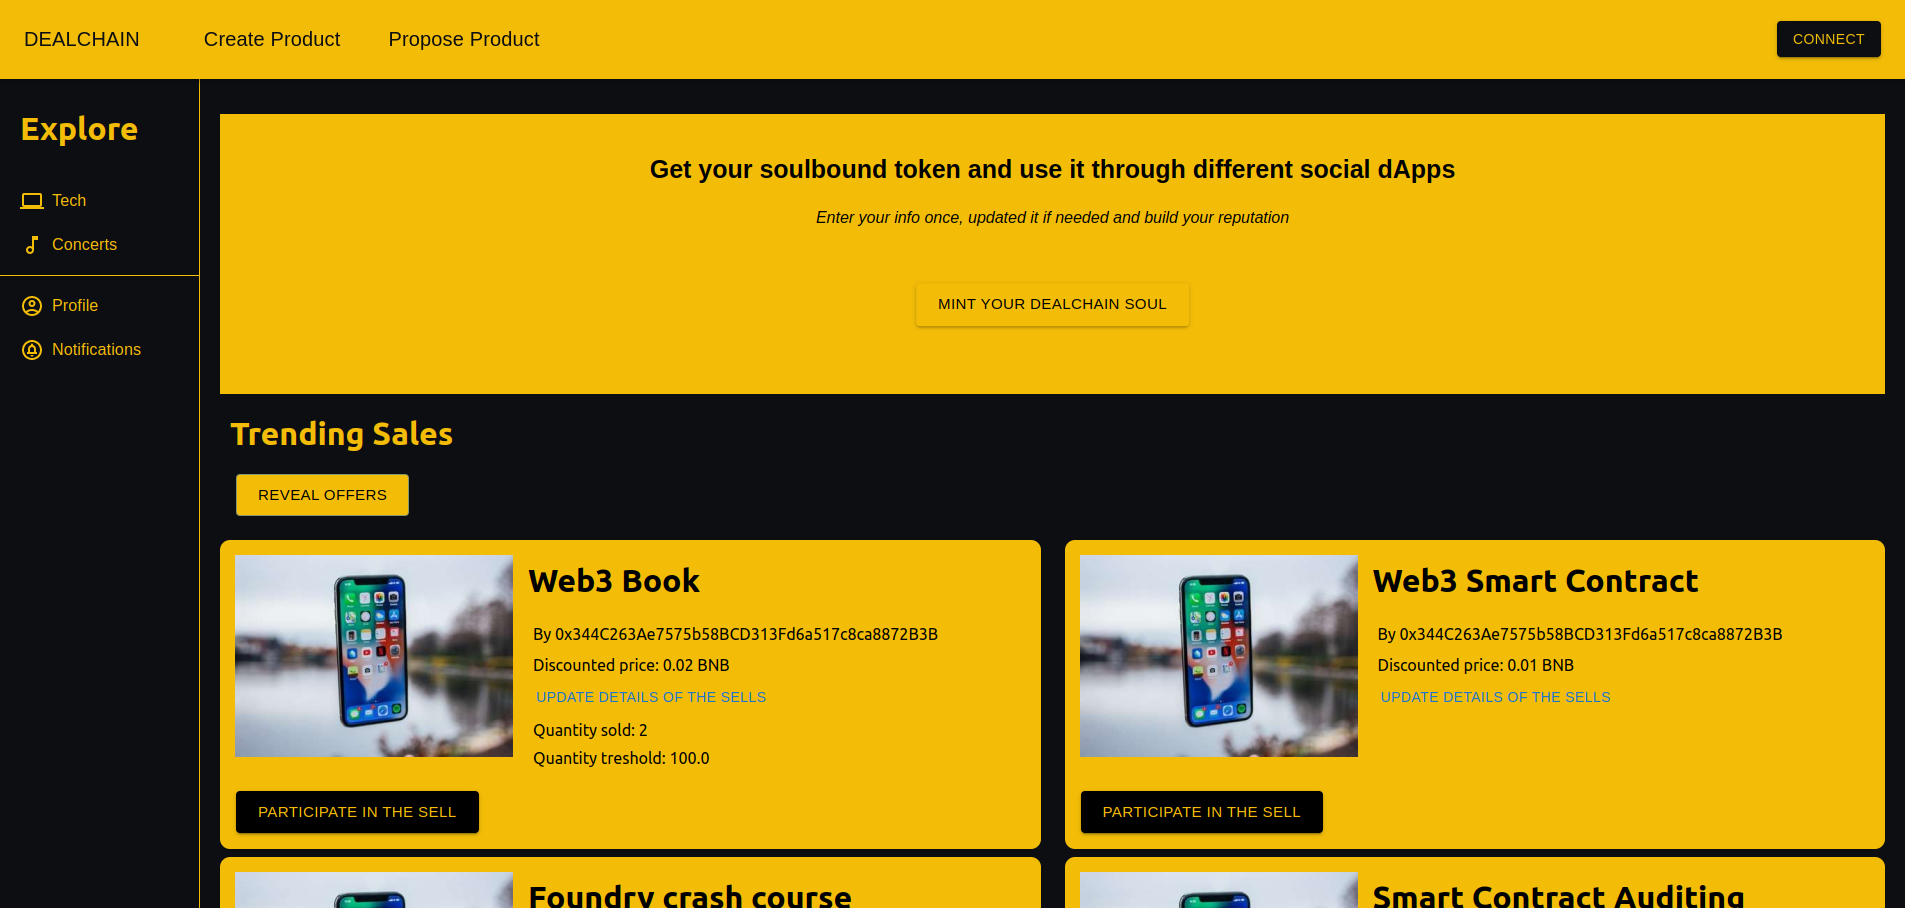 DEALCHAIN Create Product Propose Product CONNECT
Explore
Tech
Concerts
Profile
Notifications
Get your soulbound token and use it through different social dApps
Enter your info once, updated it if needed and build your reputation
MINT YOUR DEALCHAIN SOUL
Trending Sales
REVEAL OFFERS
Web3 Book
By 0x344C263Ae7575b58BCD313Fd6a517c8ca8872B3B
Discounted price: 0.02 BNB
UPDATE DETAILS OF THE SELLS
Quantity sold: 2
Quantity treshold: 100.0
PARTICIPATE IN THE SELL
Web3 Smart Contract
By 0x344C263Ae7575b58BCD313Fd6a517c8ca8872B3B
Discounted price: 0.01 BNB
UPDATE DETAILS OF THE SELLS
PARTICIPATE IN THE SELL
Foundry crash course
Smart Contract Auditing